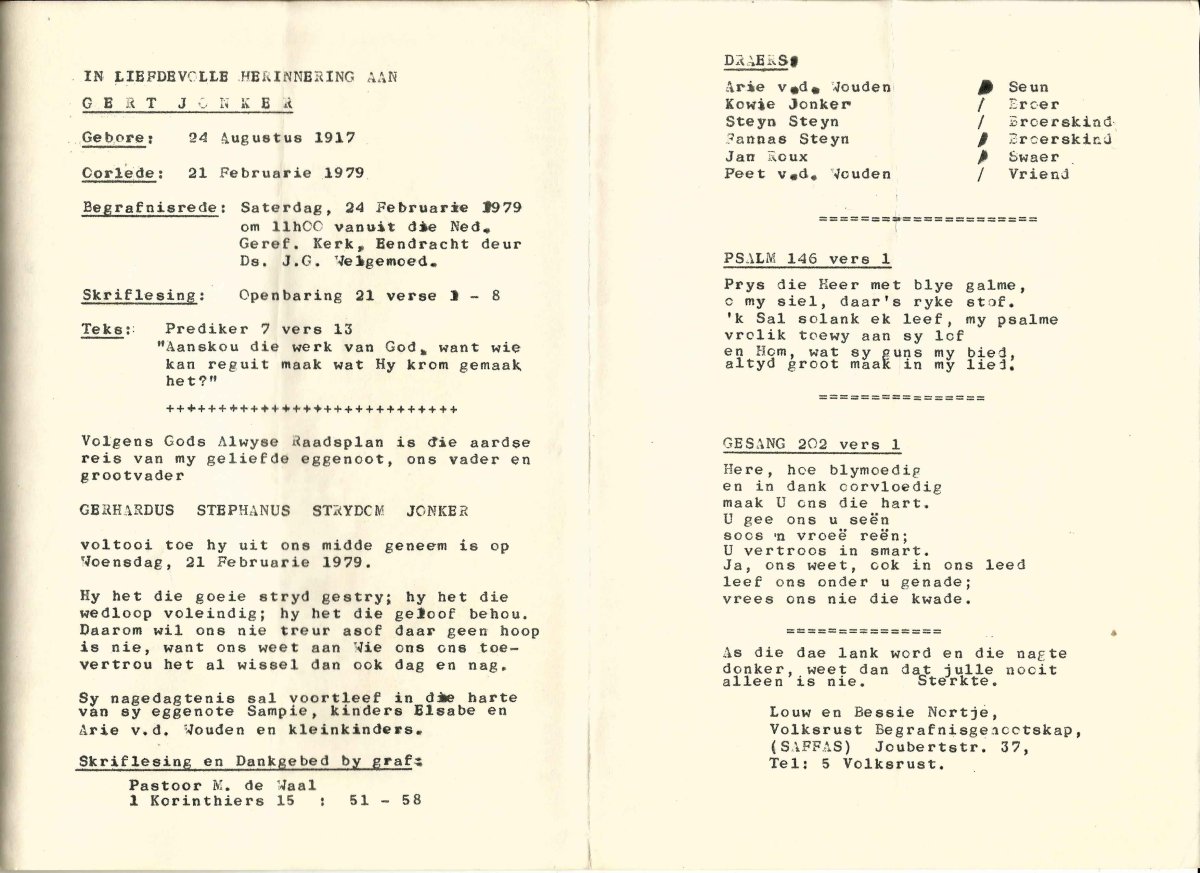 IN LIEFDEVOLLE HERINNERING AAN
GERT JONKER
Gebore: 24 Augustus 1917
Oorlede: 21 Februarie 1979
Begrafnisrede: Saterdag, 24 Februarie 1979
om 11h00 vanuit die Ned.
Geref. Kerk, Eendracht deur
Ds. J.G. Welgemoed.
Skriflesing: Openbaring 21 verse 1 - 8
Teks: Prediker 7 vers 13
"Aanskou die werk van God, want wie
kan reguit maak wat Hy krom gemaak
het?"
++++++++++++++++++++++++++++
Volgens Gods Alwyse Raadsplan is die aardse
reis van my geliefde eggenoot, ons vader en
grootvader
GERHARDUS STEPHANUS STRYDOM JONKER
voltooi toe hy uit ons midde geneem is op
Woensdag, 21 Februarie 1979.
Hy het die goeie stryd gestry; hy het die
wedloop voleindig; hy het die geloof behou.
Daarom wil ons nie treur asof daar geen hoop
is nie, want ons weet aan Wie ons ons toe-
vertrou het al wissel dan ook dag en nag.
Sy nagedagtenis sal voortleef in die harte
van sy eggenote Sampie, kinders Elsabe en
Arie v.d. Wouden en kleinkinders.
Skriflesing en Dankgebed by graf:
Pastoor M. de Waal
1 Korinthiers 15 : 51 - 58
DRAERS:
Arie v.d. Wouden / Seun
Kowie Jonker / Broer
Steyn Steyn / Broerskind
Fannas Steyn / Broerskind
Jan Roux / Swaer
Peet v.d. Wouden / Vriend
=====================
PSALM 146 vers 1
Prys die Heer met blye galme,
o my siel, daar's ryke stof.
'k Sal solank ek leef, my psalme
vrolik toewy aan sy lof
en Hom, wat sy guns my bied,
altyd groot maak in my lied.
================
GESANG 202 vers 1
Here, hoe blymoedig
en in dank oorvloedig
maak U ons die hart.
U gee ons u seën
soos 'n vroeë reën;
U vertroos in smart.
Ja, ons weet, ook in ons leed
leef ons onder u genade;
vrees ons nie die kwade.
===============
As die dae lank word en die nagte
donker, weet dan dat julle nooit
alleen is nie. Sterkte.
Louw en Bessie Nortje,
Volksrust Begrafnisgenootskap,
(SAFFAS) Joubertstr. 37,
Tel: 5 Volksrust.